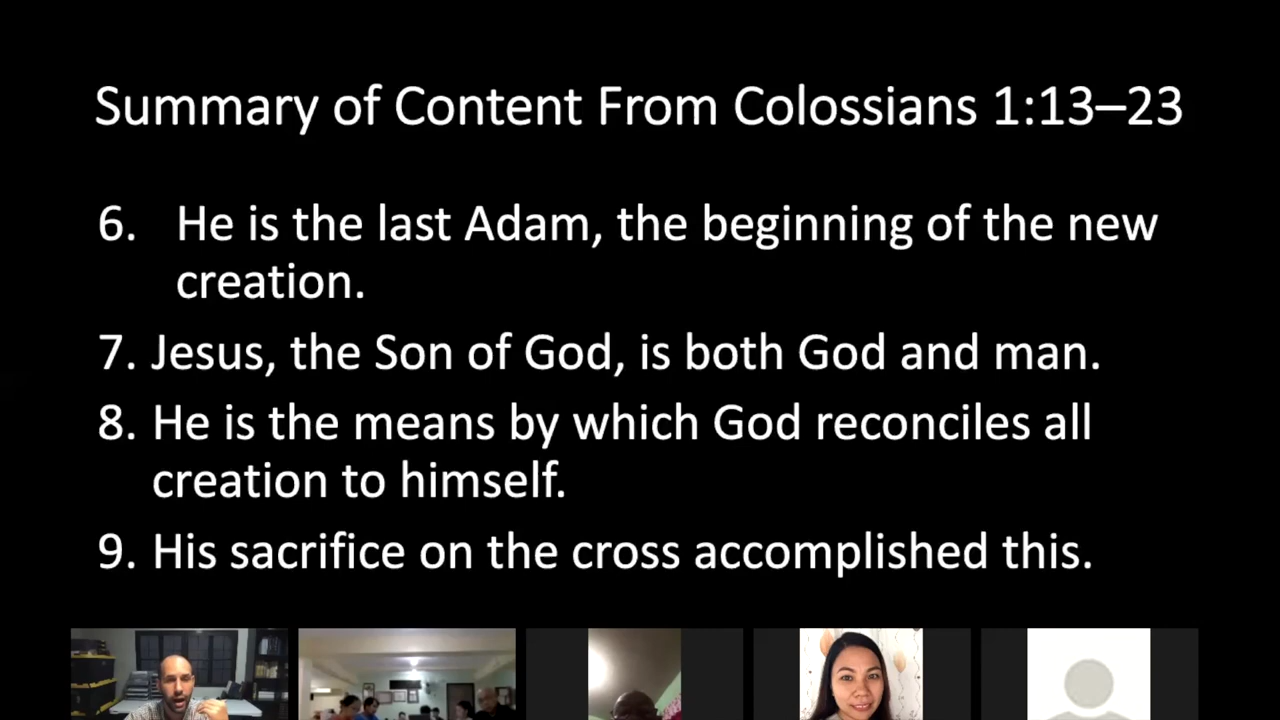 Summary of Content From Colossians 1:13–23
6. He is the last Adam, the beginning of the new
creation.
7. Jesus, the Son of God, is both God and man.
8. He is the means by which God reconciles all
creation to himself.
9. His sacrifice on the cross accomplished this.